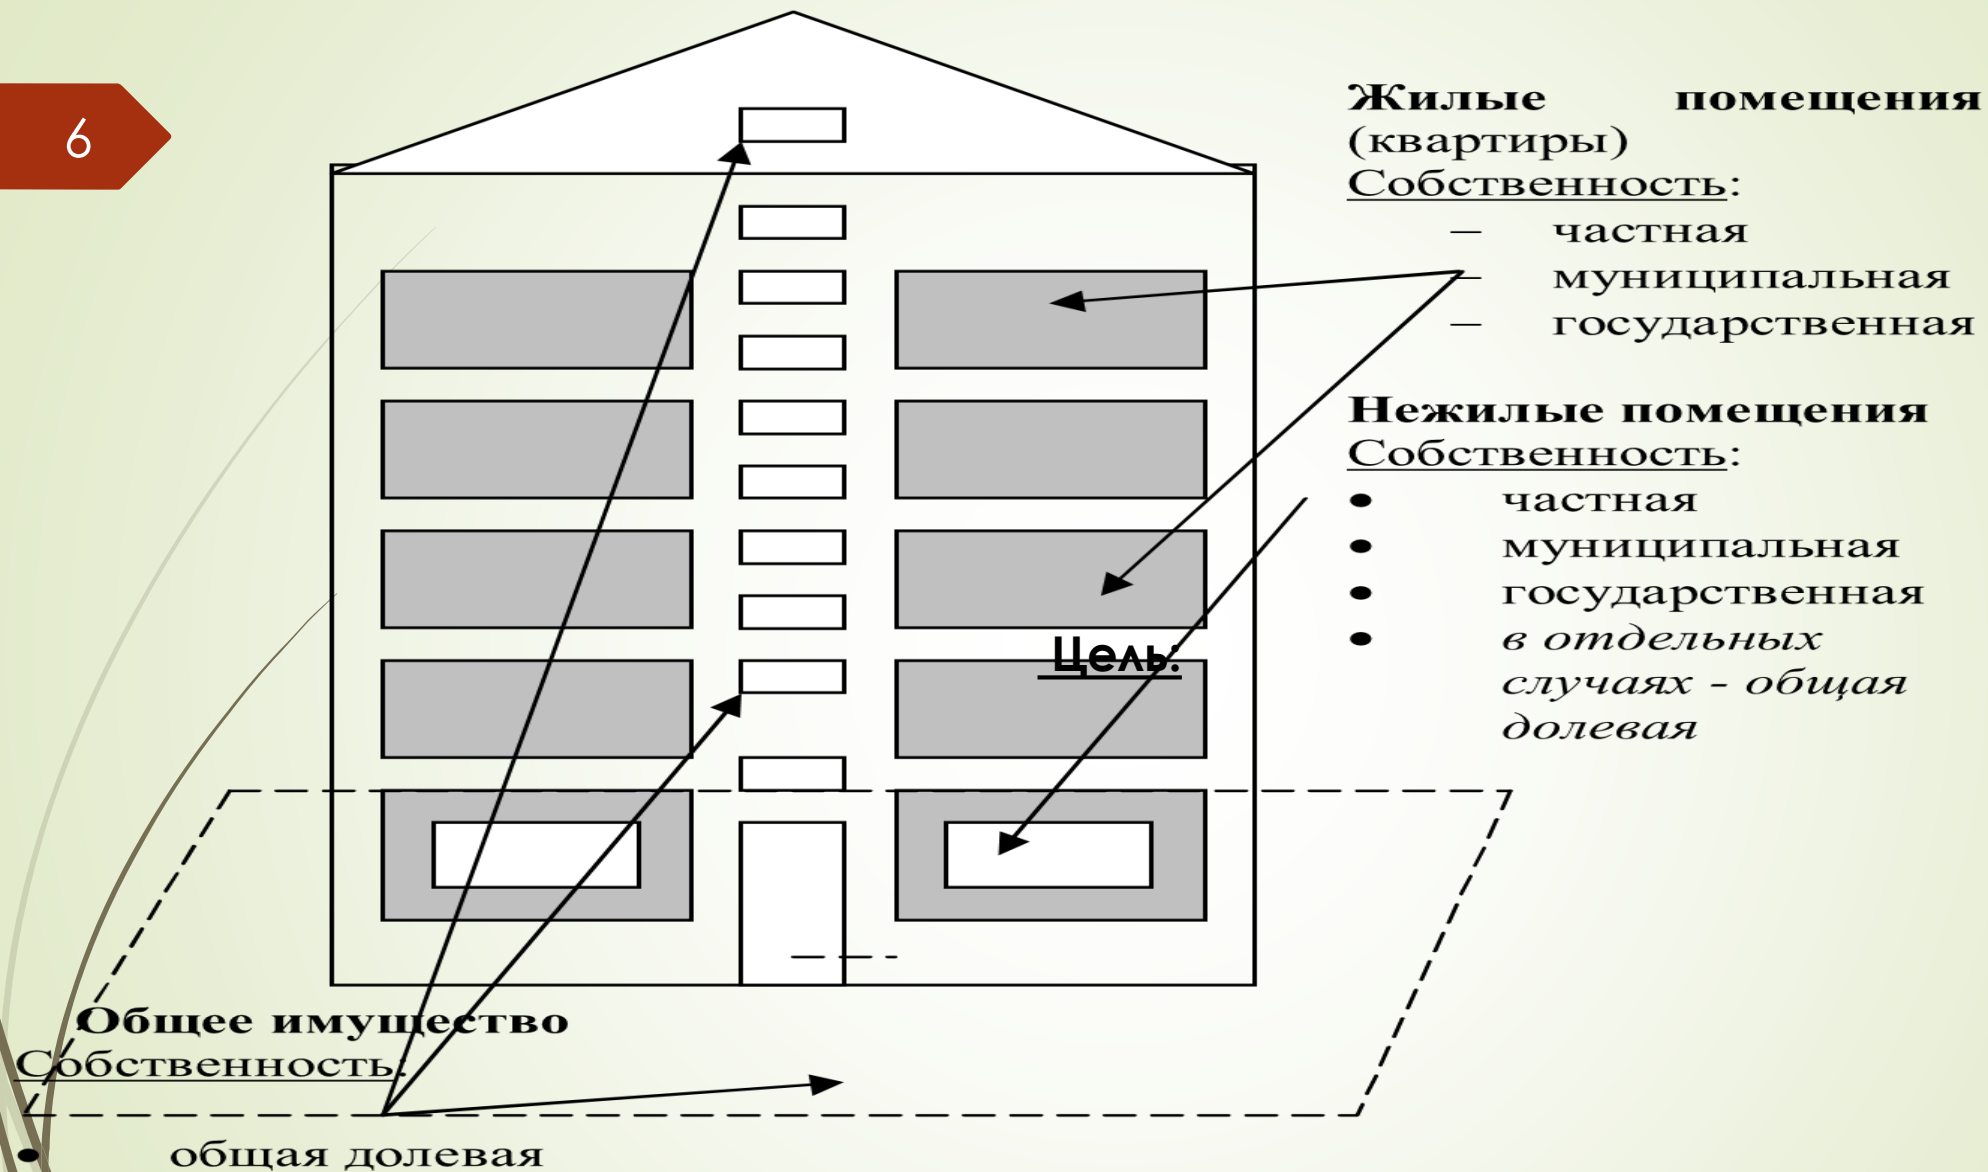 6
Жилые помещения
(квартиры)
Собственность:
– частная
– муниципальная
– государственная
Нежилые помещения
Собственность:
• частная
• муниципальная
• государственная
• в отдельных
случаях - общая
долевая
Цель:
Общее имущество
Собственность:
• общая долевая